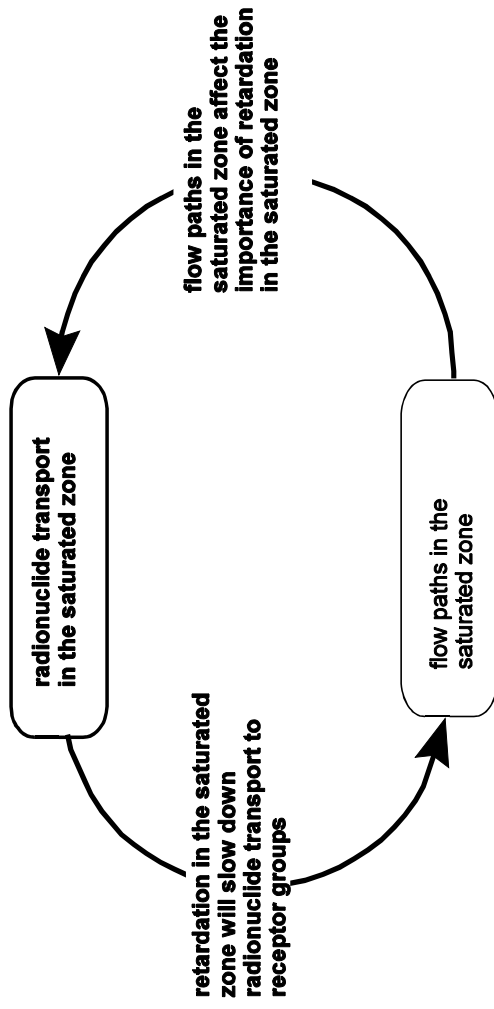 radionuclide transport
in the saturated zone
flow paths in the
saturated zone affect the
importance of retardation
in the saturated zone
retardation in the saturated
zone will slow down
radionuclide transport to
receptor groups
flow paths in the
saturated zone